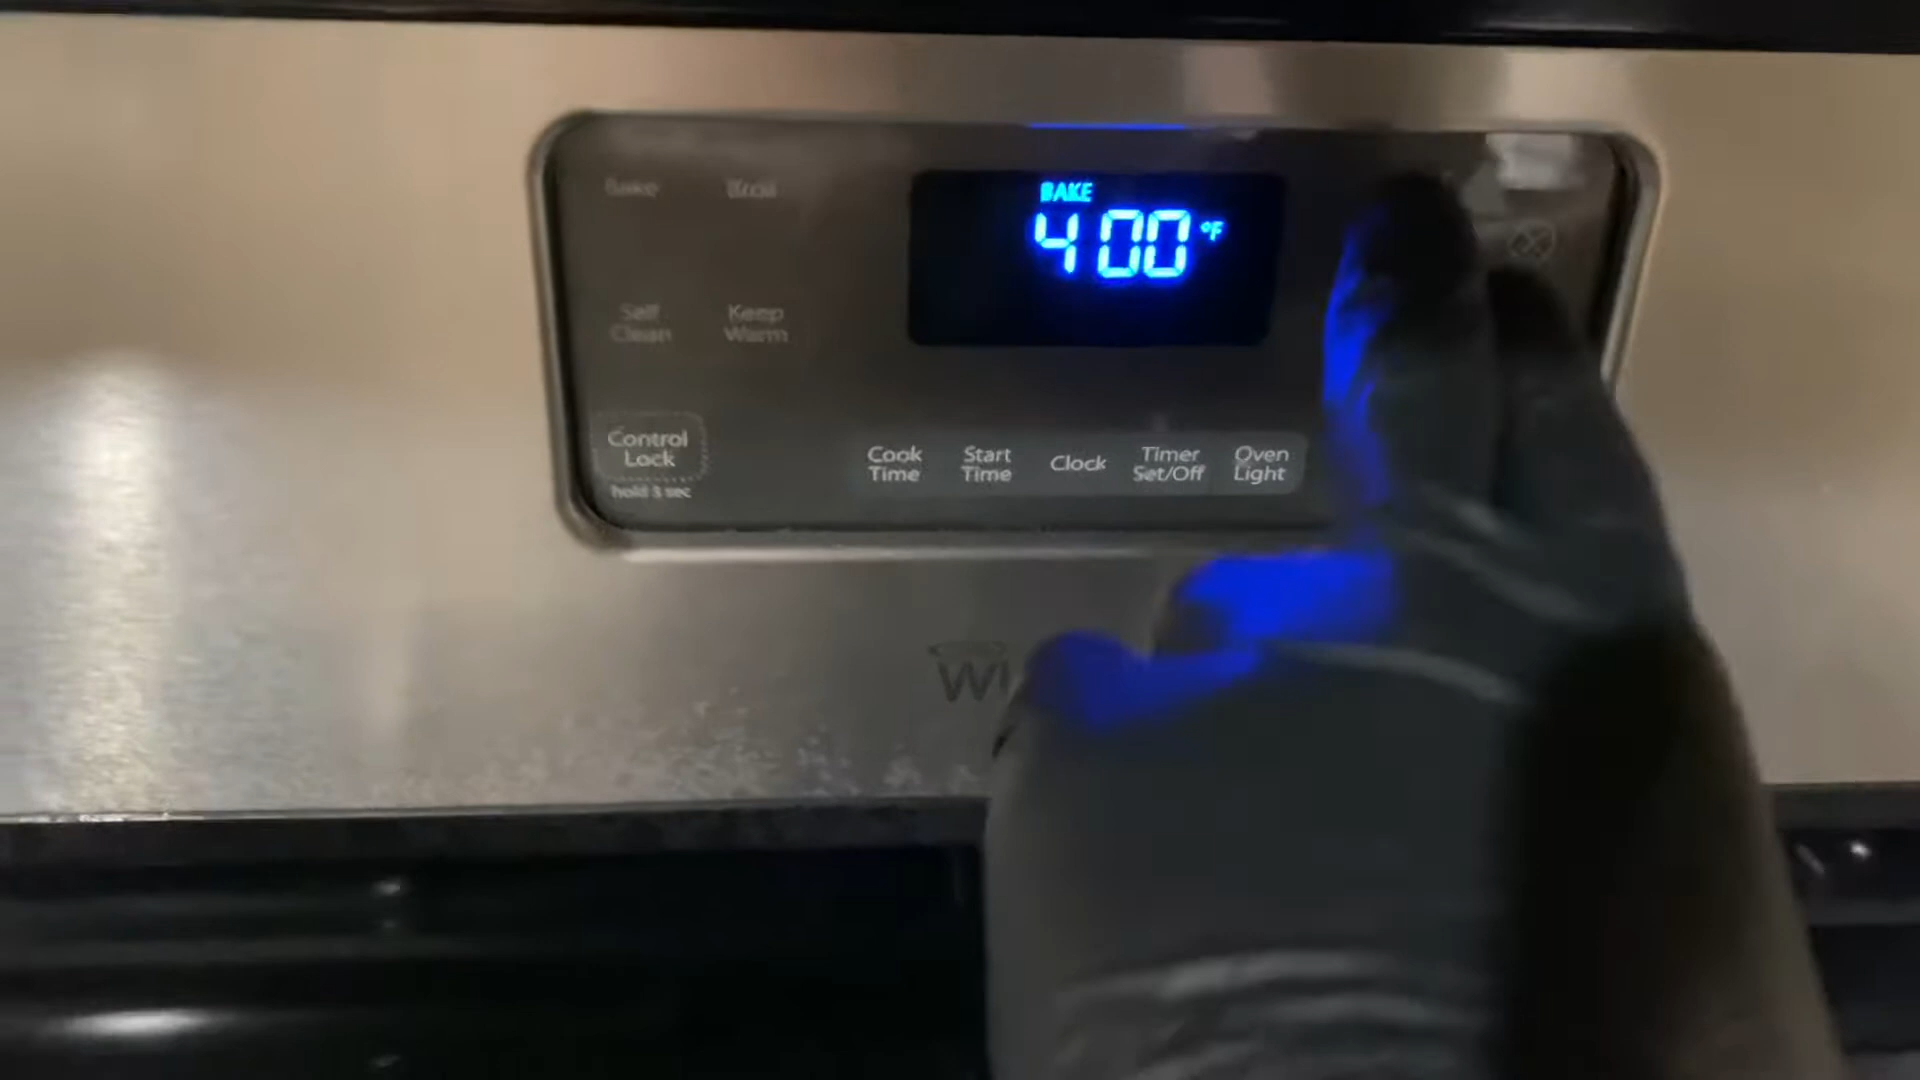 BAKE
400°F
Bake
Broil
Self
Clean
Keep
Warm
Control
Lock
hold 3 sec
Cook
Time
Start
Time
Clock
Timer
Set/Off
Oven
Light